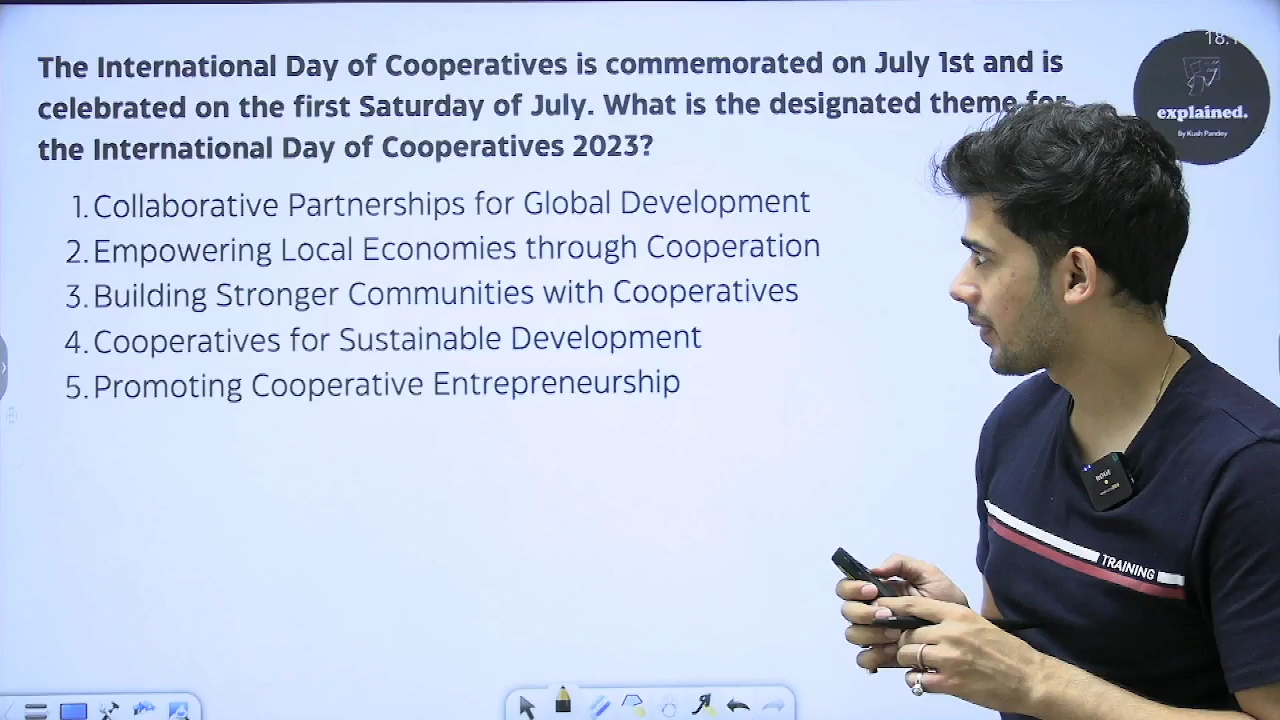 The International Day of Cooperatives is commemorated on July 1st and is
celebrated on the first Saturday of July. What is the designated theme for
the International Day of Cooperatives 2023?
1. Collaborative Partnerships for Global Development
2. Empowering Local Economies through Cooperation
3. Building Stronger Communities with Cooperatives
4. Cooperatives for Sustainable Development
5. Promoting Cooperative Entrepreneurship
explained.
By Kush Pandey
TRAINING